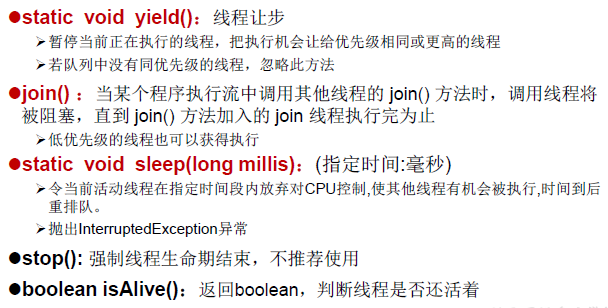 ●static void yield()：线程让步
➢暂停当前正在执行的线程，把执行机会让给优先级相同或更高的线程
➢若队列中没有同优先级的线程，忽略此方法
●join() ：当某个程序执行流中调用其他线程的 join() 方法时，调用线程将
被阻塞，直到 join() 方法加入的 join 线程执行完为止
➢低优先级的线程也可以获得执行
●static void sleep(long millis)：(指定时间:毫秒)
➢令当前活动线程在指定时间段内放弃对CPU控制,使其他线程有机会被执行,时间到后
重排队。
➢抛出InterruptedException异常
●stop(): 强制线程生命期结束，不推荐使用
●boolean isAlive()：返回boolean，判断线程是否还活着